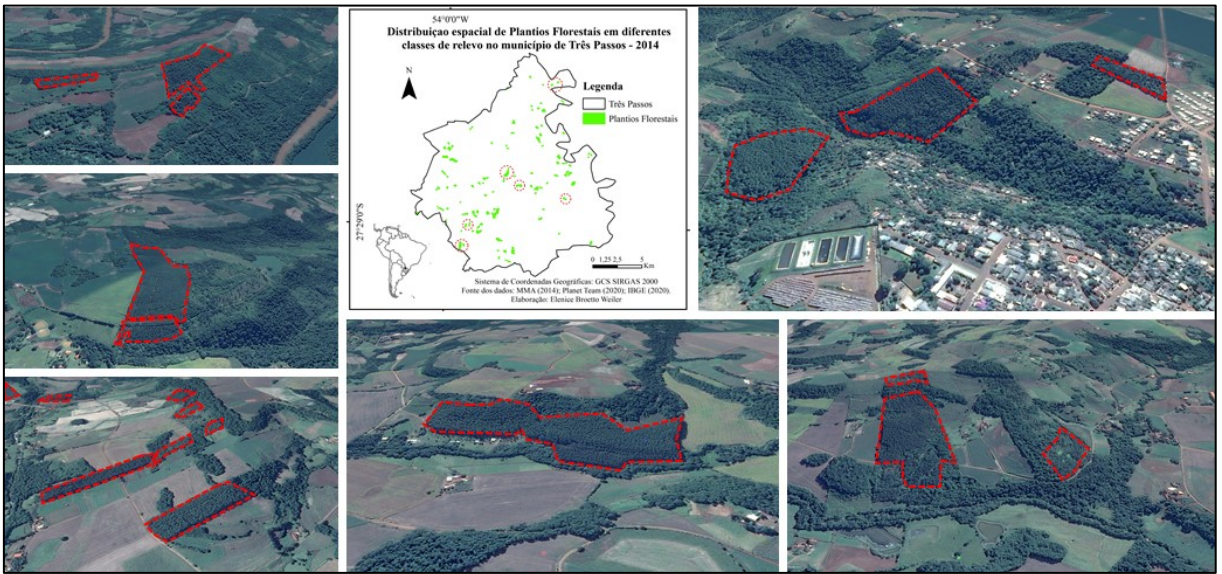 54°0'0"W
Distribuiçao espacial de Plantios Florestais em diferentes
classes de relevo no município de Três Passos - 2014
N
Legenda
Três Passos
Plantios Florestais
27°29'0"S
0 1,25 2,5 5
Km
Sistema de Coordenadas Geográficas: GCS SIRGAS 2000
Fonte dos dados: MMA (2014); Planet Team (2020); IBGE (2020).
Elaboração: Elenice Broetto Weiler